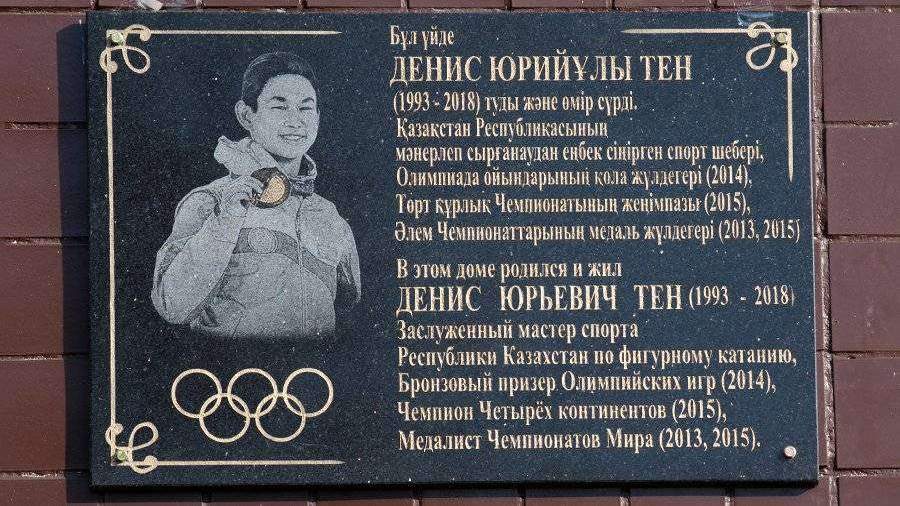 Бұл үйде
ДЕНИС ЮРИЙҰЛЫ ТЕН
(1993 - 2018) туды және өмір сүрді.
Қазақстан Республикасының
мәнерлеп сырғанаудан еңбек сіңірген спорт шебері,
Олимпиада ойындарының қола жүлдегері (2014),
Төрт құрлық Чемпионатының жеңімпазы (2015),
Әлем Чемпионаттарының медаль жүлдегері (2013, 2015)
В этом доме родился и жил
ДЕНИС ЮРЬЕВИЧ ТЕН (1993 - 2018)
Заслуженный мастер спорта
Республики Казахстан по фигурному катанию,
Бронзовый призер Олимпийских игр (2014),
Чемпион Четырёх континентов (2015),
Медалист Чемпионатов Мира (2013, 2015).